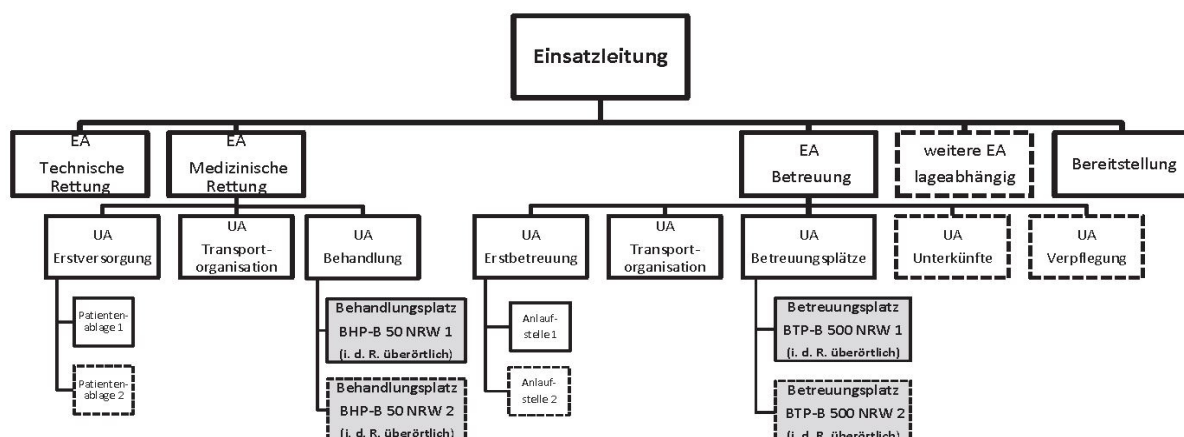 Einsatzleitung
EA
Technische
Rettung
EA
Medizinische
Rettung
EA
Betreuung
weitere EA
lageabhängig
Bereitstellung
UA
Erstversorgung
UA
Transport-
organisation
UA
Behandlung
UA
Erstbetreuung
UA
Transport-
organisation
UA
Betreuungsplätze
UA
Unterkünfte
UA
Verpflegung
Patienten-
ablage 1
Behandlungsplatz
BHP-B 50 NRW 1
(i. d. R. überörtlich)
Anlauf-
stelle 1
Betreuungsplatz
BTP-B 500 NRW 1
(i. d. R. überörtlich)
Patienten-
ablage 2
Behandlungsplatz
BHP-B 50 NRW 2
(i. d. R. überörtlich)
Anlauf-
stelle 2
Betreuungsplatz
BTP-B 500 NRW 2
(i. d. R. überörtlich)